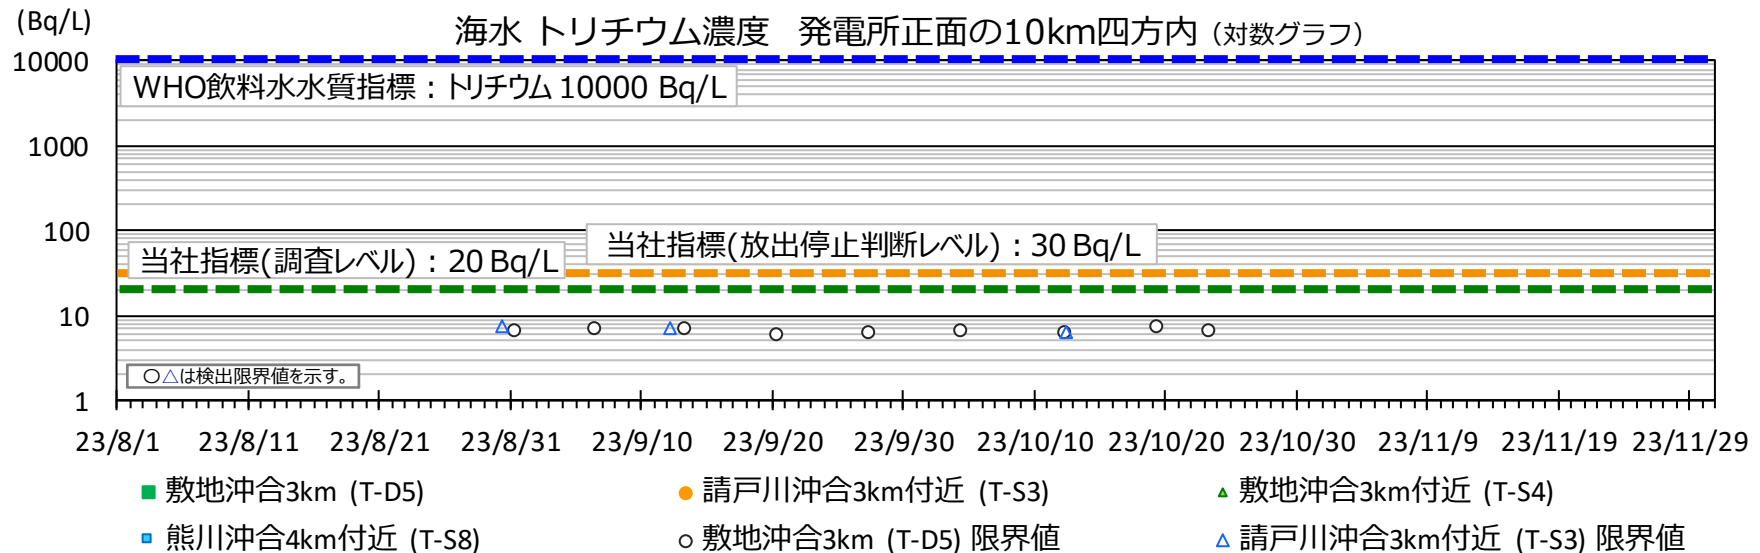 (Bq/L)
海水 トリチウム濃度　発電所正面の10km四方内（対数グラフ）
10000
WHO飲料水水質指標：トリチウム 10000 Bq/L
1000
100
当社指標(放出停止判断レベル)：30 Bq/L
当社指標(調査レベル)：20 Bq/L
10
○△は検出限界値を示す。
1
23/8/1 23/8/11 23/8/21 23/8/31 23/9/10 23/9/20 23/9/30 23/10/10 23/10/20 23/10/30 23/11/9 23/11/19 23/11/29
敷地沖合3km (T-D5) 請戸川沖合3km付近 (T-S3) 敷地沖合3km付近 (T-S4)
熊川沖合4km付近 (T-S8) 敷地沖合3km (T-D5) 限界値 請戸川沖合3km付近 (T-S3) 限界値